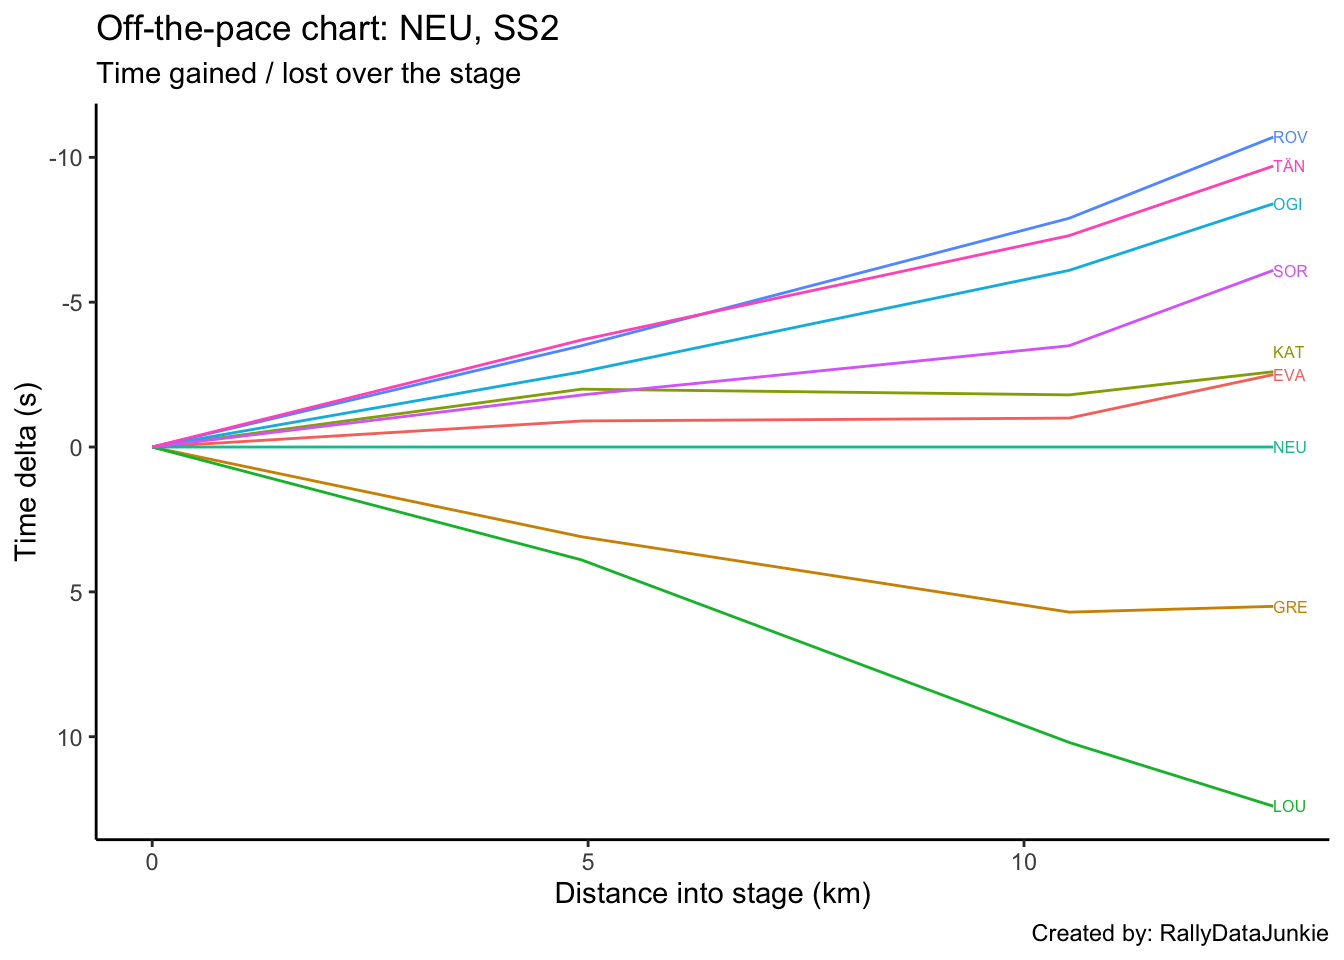 Off-the-pace chart: NEU, SS2
Time gained / lost over the stage
Time delta (s)
-10
-5
0
5
10
ROV
TÄN
OGI
SOR
KAT
EVA
NEU
GRE
LOU
0
5
10
Distance into stage (km)
Created by: RallyDataJunkie